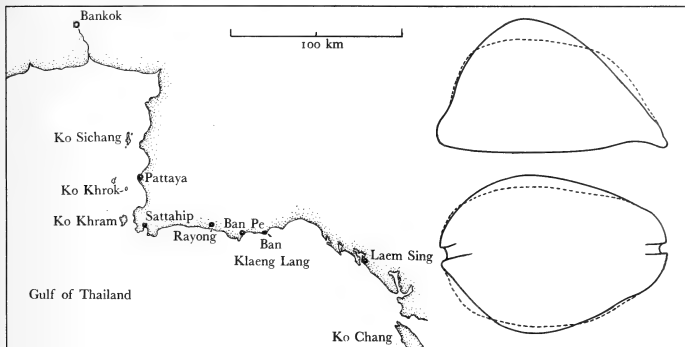 Bankok
100 km
Ko Sichang
Pattaya
Ko Khrok
Ko Khram
Sattahip
Ban Pe
Rayong
Ban
Klaeng Lang
Laem Sing
Gulf of Thailand
Ko Chang